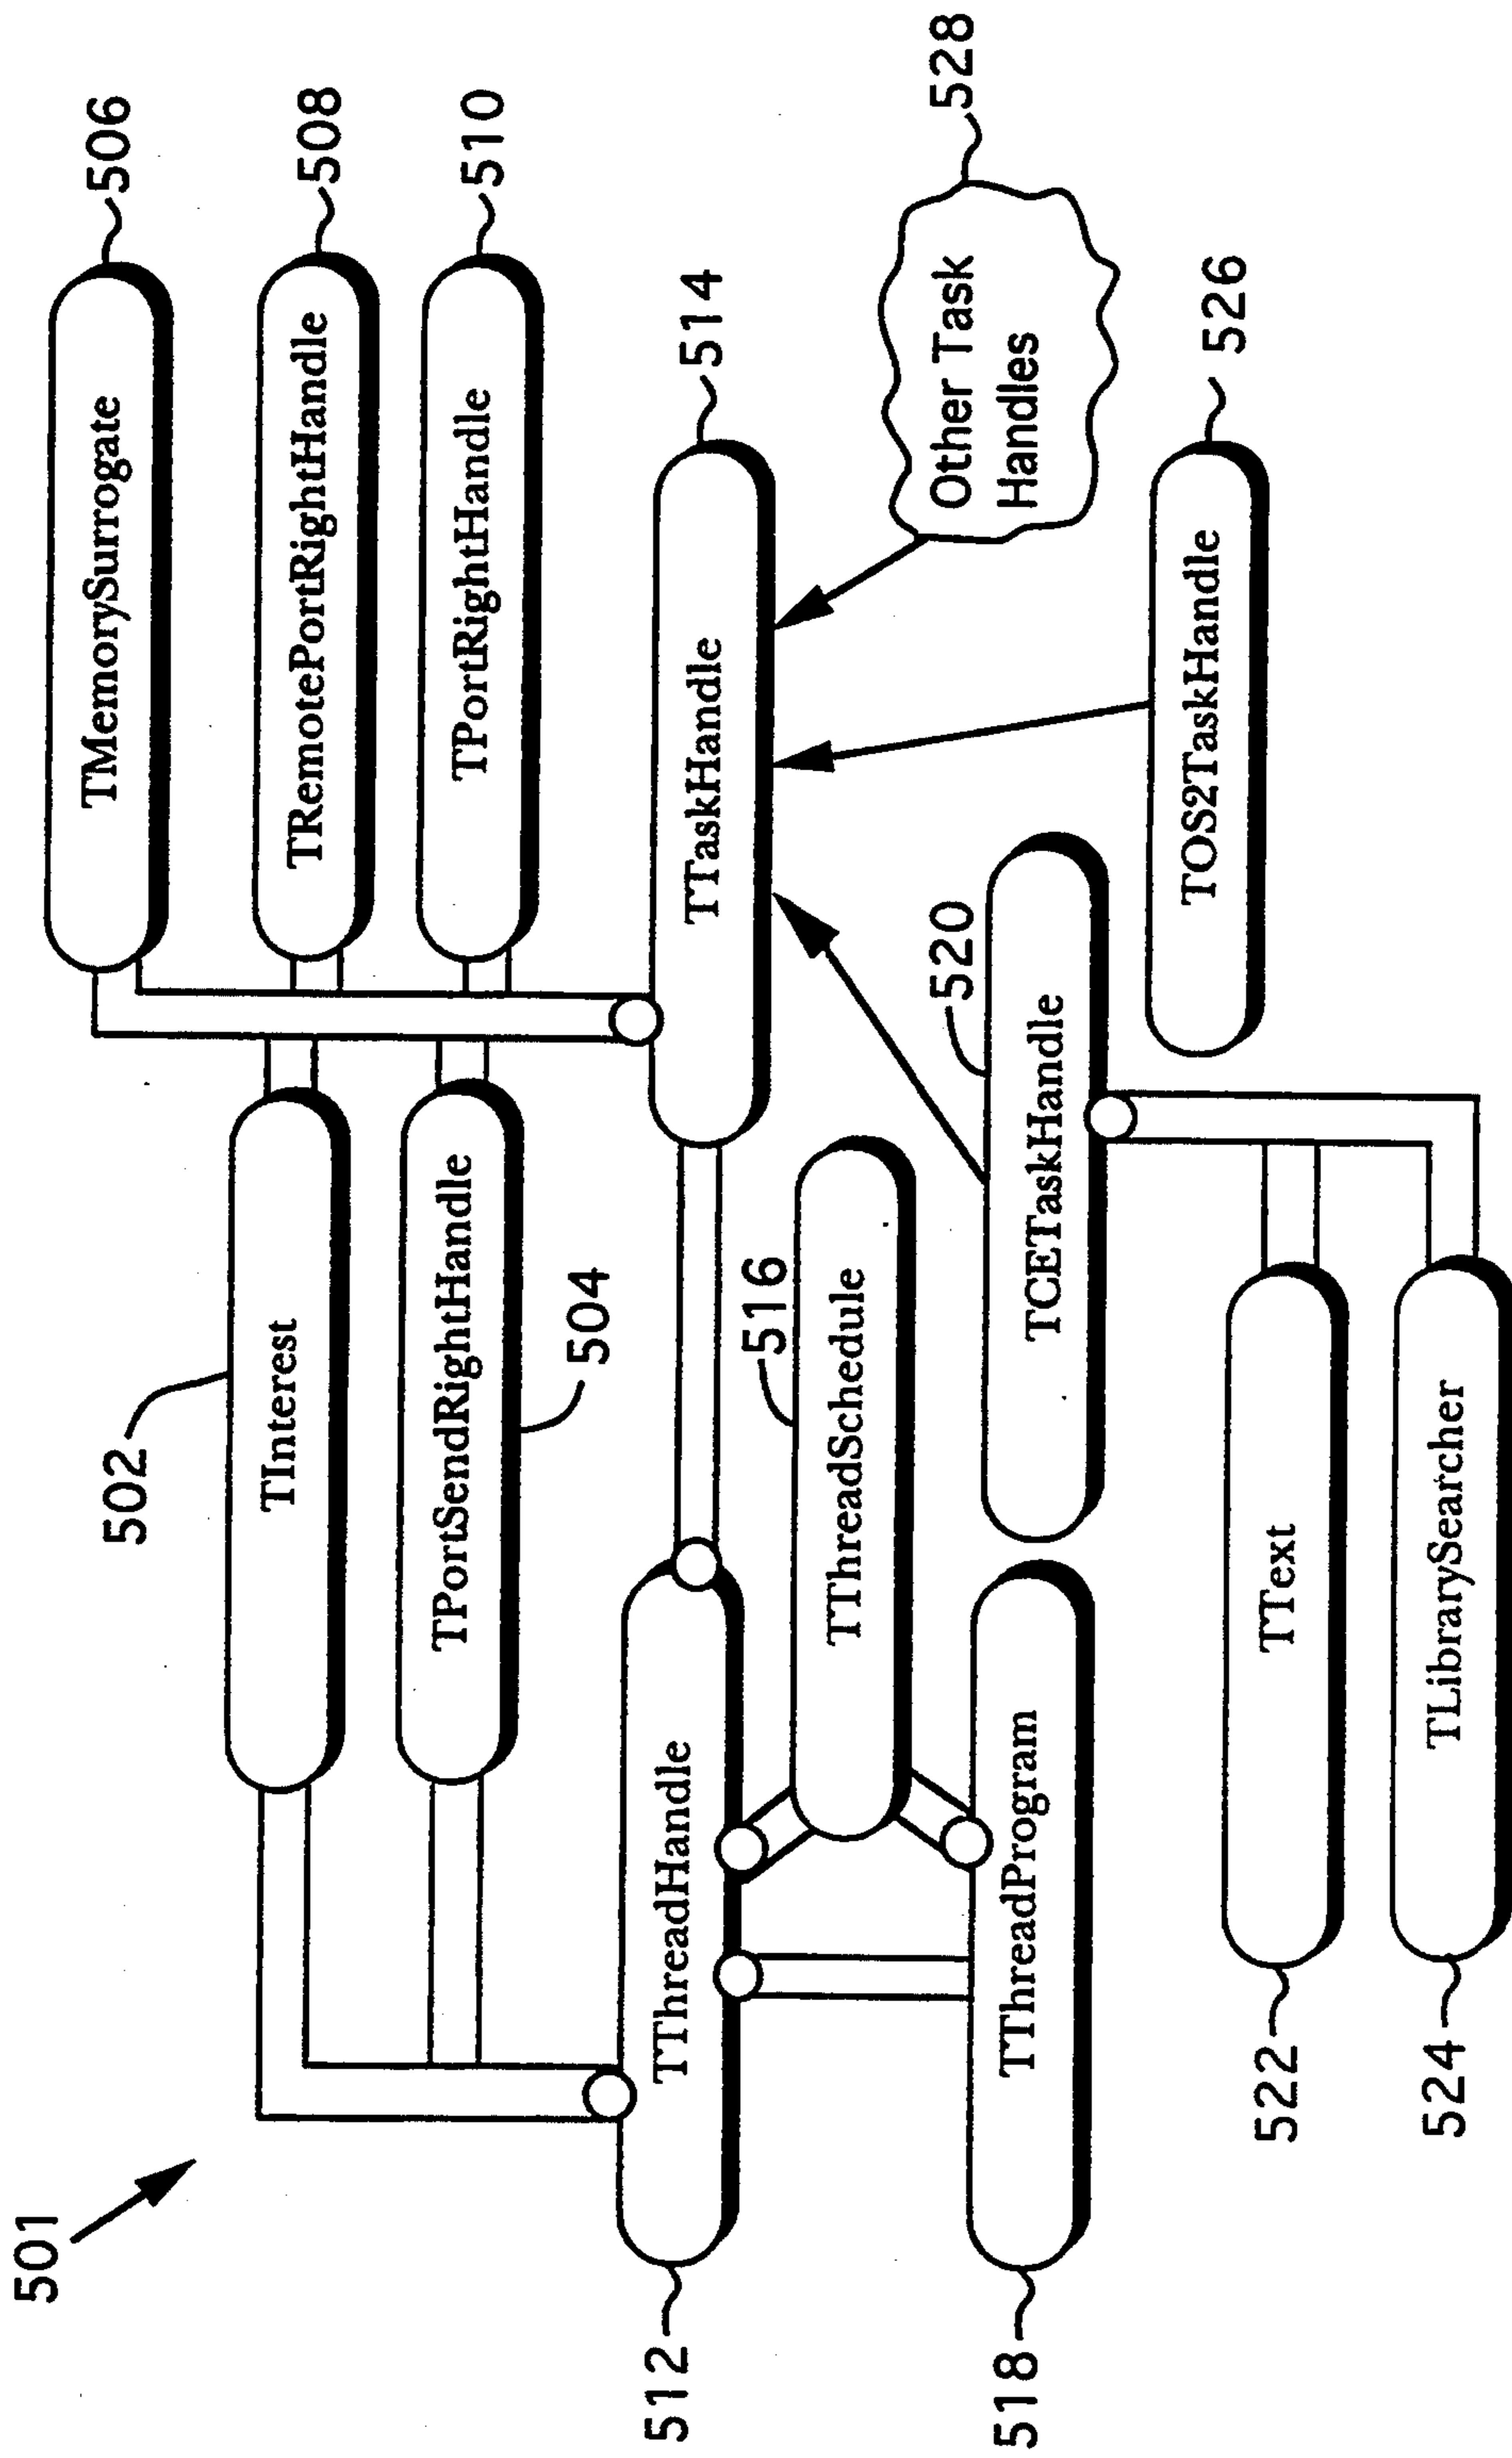 501
506
TMemorySurrogate
502
TInterest
TRemotePortRightHandle
508
TPortSendRightHandle
504
TPortRightHandle
510
512
TThreadHandle
TTaskHandle
514
516
TThreadSchedule
528
Other Task
Handles
518
TThreadProgram
520
TCETaskHandle
TOS2TaskHandle
526
522
TText
524
TLibrarySearcher